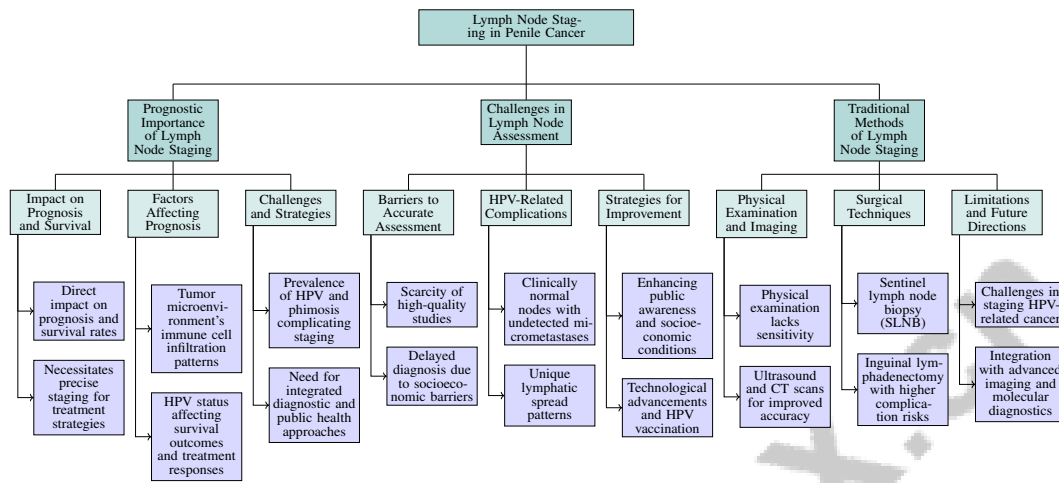 Lymph Node Stag-
ing in Penile Cancer
Prognostic
Importance
of Lymph
Node Staging
Challenges in
Lymph Node
Assessment
Traditional
Methods
of Lymph
Node Staging
Impact on
Prognosis
and Survival
Factors
Affecting
Prognosis
Challenges
and Strategies
Barriers to
Accurate
Assessment
HPV-Related
Complications
Strategies for
Improvement
Physical
Examination
and Imaging
Surgical
Techniques
Limitations
and Future
Directions
Direct
impact on
prognosis and
survival rates
Necessitates
precise
staging for
treatment
strategies
Tumor
microenviron-
ment's
immune cell
infiltration
patterns
HPV status
affecting
survival
outcomes
and treatment
responses
Prevalence
of HPV and
phimosis
complicating
staging
Need for
integrated
diagnostic and
public health
approaches
Scarcity of
high-quality
studies
Delayed
diagnosis due
to socioeco-
nomic barriers
Clinically
normal
nodes with
undetected mi-
crometastases
Unique
lymphatic
spread
patterns
Enhancing
public
awareness
and socioe-
conomic
conditions
Technological
advancements
and HPV
vaccination
Physical
examination
lacks
sensitivity
Ultrasound
and CT scans
for improved
accuracy
Sentinel
lymph node
biopsy
(SLNB)
Inguinal lym-
phadenectomy
with higher
complica-
tion risks
Challenges in
staging HPV-
related cancer
Integration
with advanced
imaging and
molecular
diagnostics